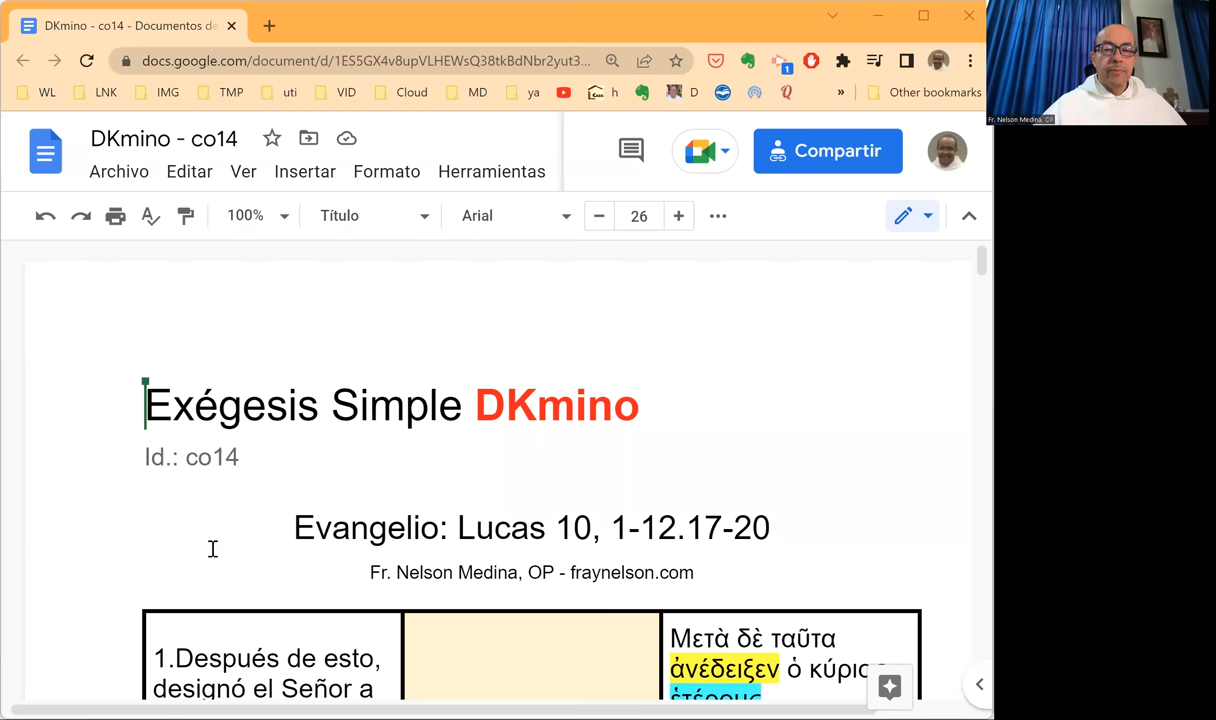 DKmino - co14 - Documentos de
docs.google.com/document/d/1ES5GX4v8upVLHEWsQ38tkBdNbr2yut3...
WL LNK IMG TMP uti VID Cloud MD ya h D » Other bookmarks
Fr. Nelson Medina, OP
DKmino - co14
Archivo Editar Ver Insertar Formato Herramientas
Compartir
100% Título Arial 26
Exégesis Simple DKmino
Id.: co14
Evangelio: Lucas 10, 1-12.17-20
Fr. Nelson Medina, OP - fraynelson.com
1.Después de esto,
designó el Señor a
Μετὰ δὲ ταῦτα
ἀνέδειξεν ὁ κύριος
ἑτέρους